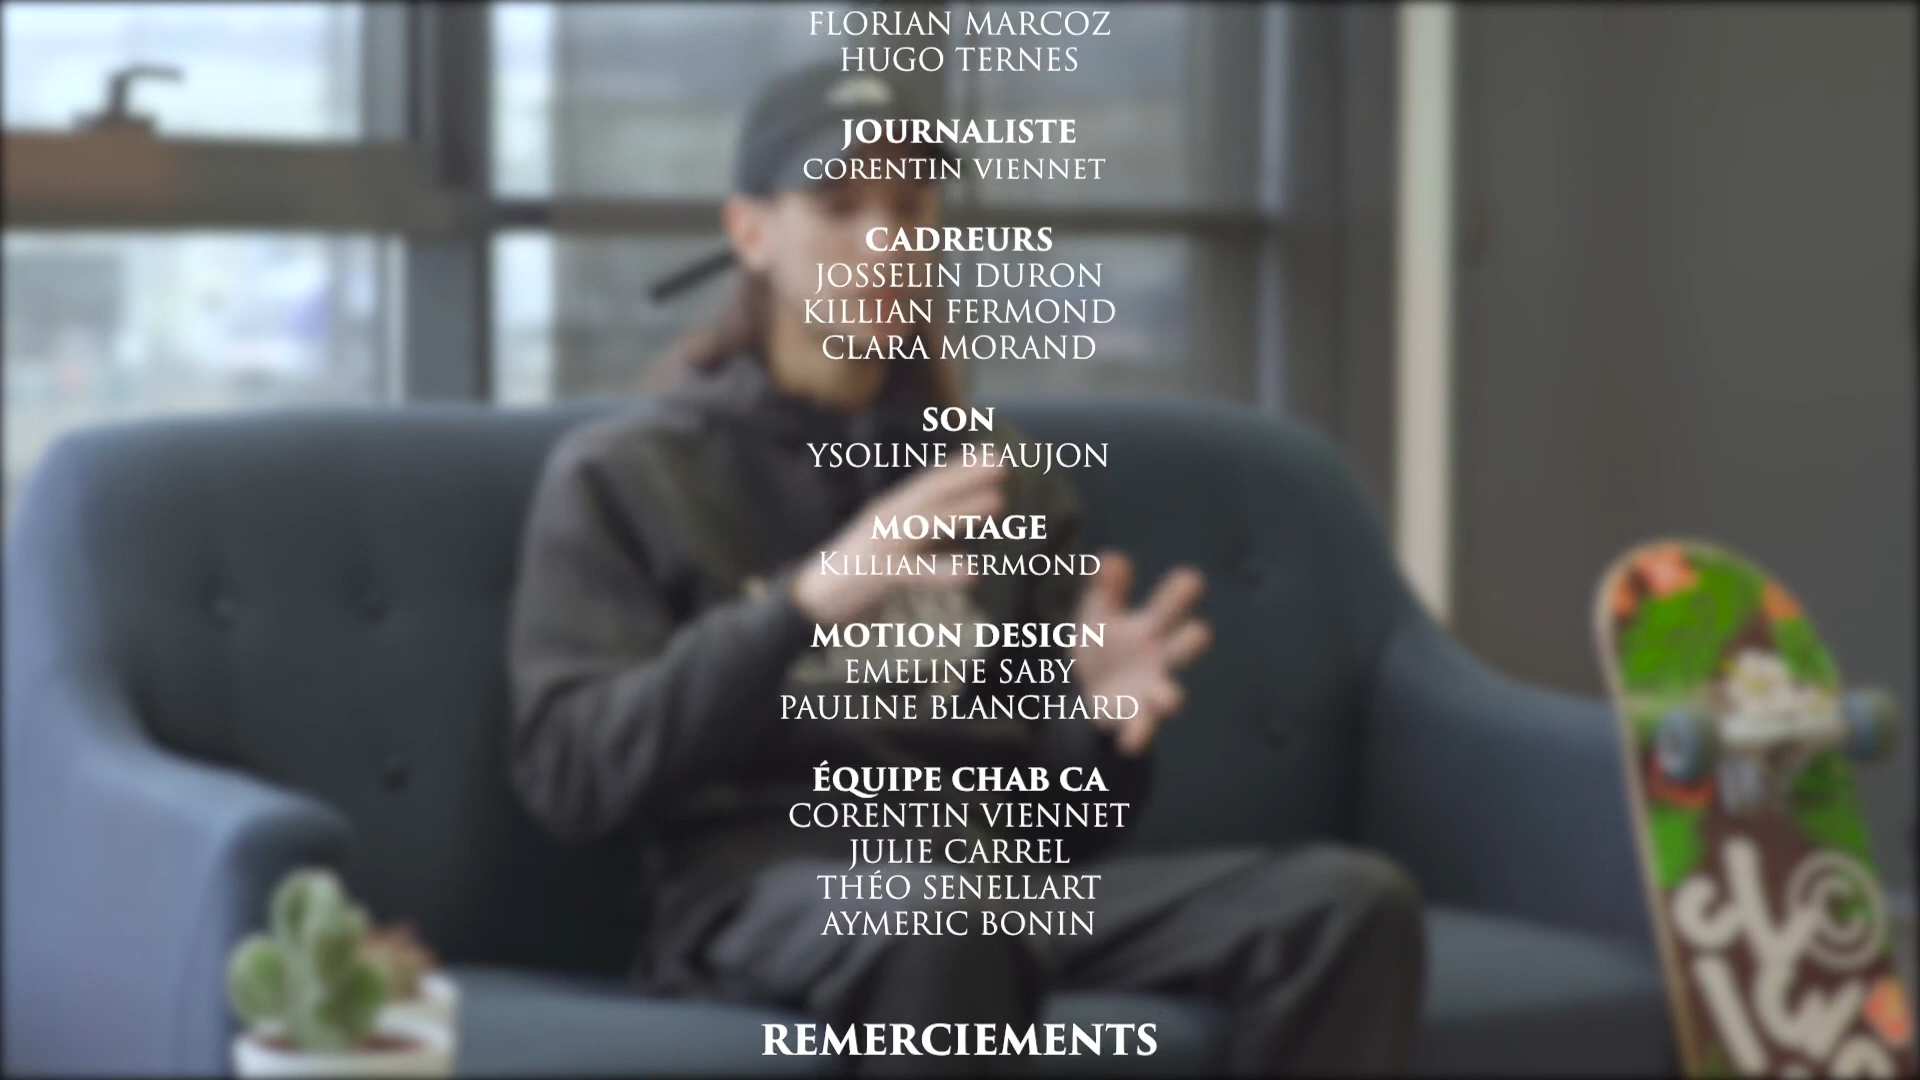 FLORIAN MARCOZ
HUGO TERNES
JOURNALISTE
CORENTIN VIENNET
CADREURS
JOSSELIN DURON
KILLIAN FERMOND
CLARA MORAND
SON
YSOLINE BEAUJON
MONTAGE
KILLIAN FERMOND
MOTION DESIGN
EMELINE SABY
PAULINE BLANCHARD
ÉQUIPE CHAB CA
CORENTIN VIENNET
JULIE CARREL
THÉO SENELLART
AYMERIC BONIN
REMERCIEMENTS